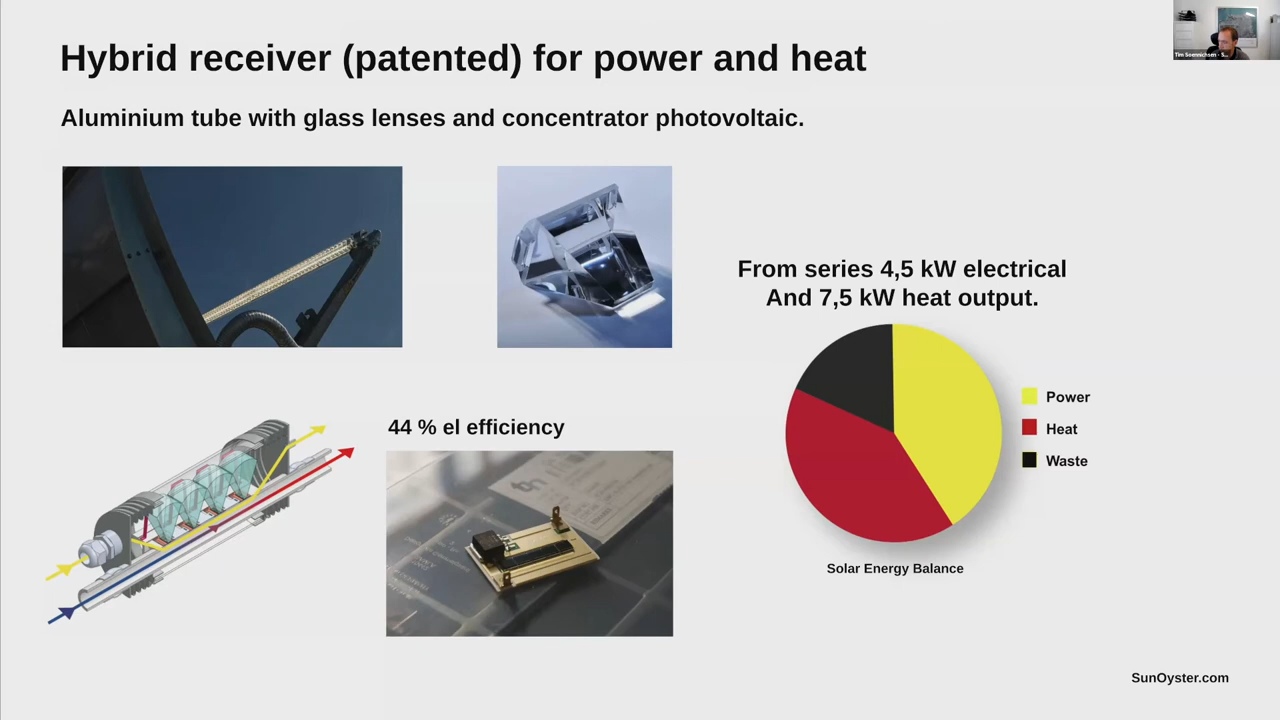 Hybrid receiver (patented) for power and heat
Aluminium tube with glass lenses and concentrator photovoltaic.
From series 4,5 kW electrical
And 7,5 kW heat output.
Power
Heat
Waste
Solar Energy Balance
44 % el efficiency
SunOyster.com